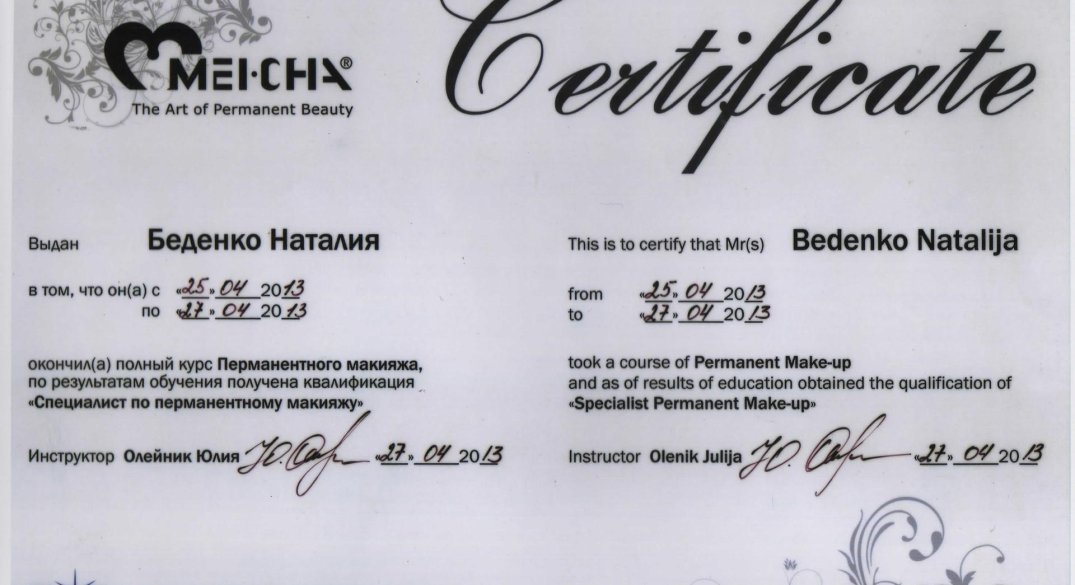 Certificate
MEI·CHA®
The Art of Permanent Beauty
Выдан Беденко Наталия
в том, что он(а) с «25» 04 2013
по «27» 04 2013
окончил(а) полный курс Перманентного макияжа,
по результатам обучения получена квалификация
«Специалист по перманентному макияжу»
Инструктор Олейник Юлия «27» 04 2013
This is to certify that Mr(s) Bedenko Natalija
from «25» 04 2013
to «27» 04 2013
took a course of Permanent Make-up
and as of results of education obtained the qualification of
«Specialist Permanent Make-up»
Instructor Olenik Julija «27» 04 2013